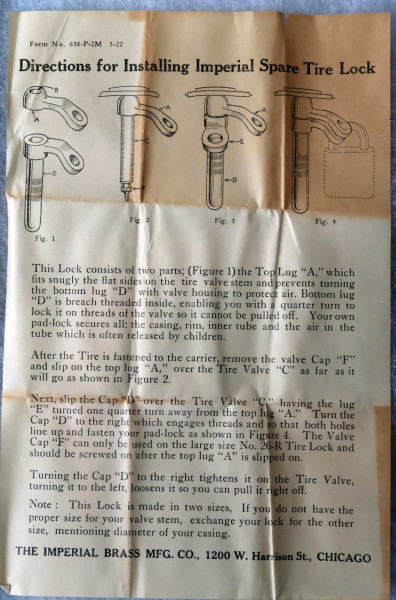 Form No. 638-P-2M 5-22
Directions for Installing Imperial Spare Tire Lock
B
A
D
Fig. 1
A
C
Fig. 2
A
E
D
Fig. 3
Fig. 4
This Lock consists of two parts; (Figure 1) the Top Lug "A," which
fits snugly the flat sides on the tire valve stem and prevents turning
the bottom lug "D" with valve housing to protect air. Bottom lug
"D" is breach threaded inside, enabling you with a quarter turn to
lock it on threads of the valve so it cannot be pulled off. Your own
pad-lock secures all: the casing, rim, inner tube and the air in the
tube which is often released by children.
After the Tire is fastened to the carrier, remove the valve Cap "F"
and slip on the top lug "A," over the Tire Valve "C" as far as it
will go as shown in Figure 2.
Next, slip the Cap "D" over the Tire Valve "C," having the lug
"E" turned one quarter turn away from the top lug "A." Turn the
Cap "D" to the right which engages threads and so that both holes
line up and fasten your pad-lock as shown in Figure 4. The Valve
Cap "F" can only be used on the large size No. 26-R Tire Lock and
should be screwed on after the top lug "A" is slipped on.
Turning the Cap "D" to the right tightens it on the Tire Valve,
turning it to the left, loosens it so you can pull it right off.
Note: This Lock is made in two sizes, If you do not have the
proper size for your valve stem, exchange your lock for the other
size, mentioning diameter of your casing.
THE IMPERIAL BRASS MFG. CO., 1200 W. Harrison St., CHICAGO